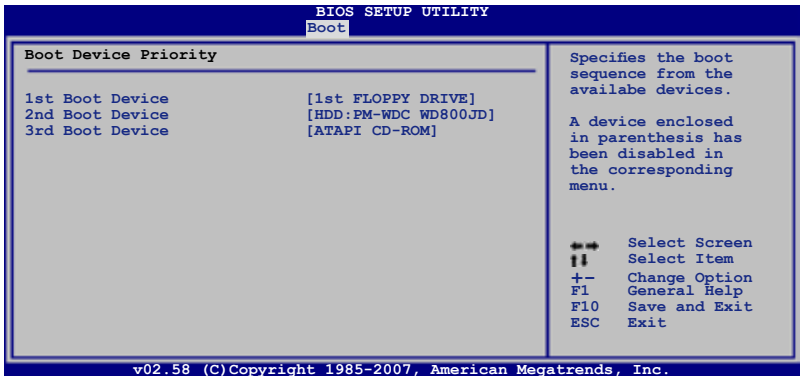 BIOS SETUP UTILITY
Boot
Boot Device Priority
1st Boot Device [1st FLOPPY DRIVE]
2nd Boot Device [HDD:PM-WDC WD800JD]
3rd Boot Device [ATAPI CD-ROM]
Specifies the boot
sequence from the
availabe devices.
A device enclosed
in parenthesis has
been disabled in
the corresponding
menu.
←→ Select Screen
↑↓ Select Item
+- Change Option
F1 General Help
F10 Save and Exit
ESC Exit
v02.58 (C)Copyright 1985-2007, American Megatrends, Inc.